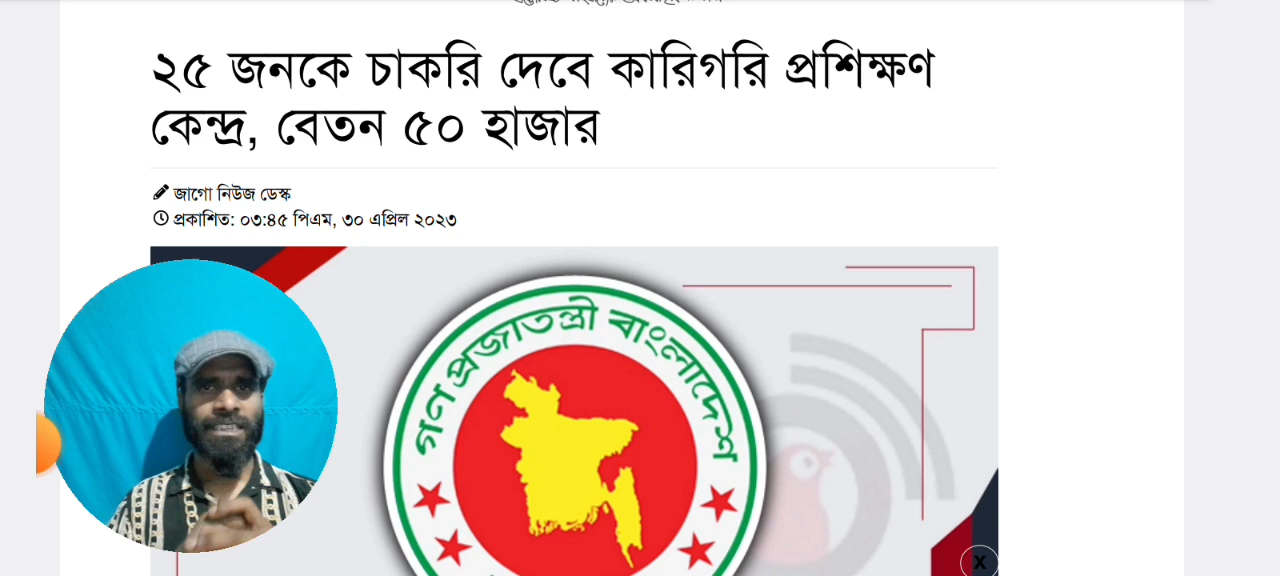 ২৫ জনকে চাকরি দেবে কারিগরি প্রশিক্ষণ
কেন্দ্র, বেতন ৫০ হাজার
জাগো নিউজ ডেস্ক
প্রকাশিত: ০৩:৪৫ পিএম, ৩০ এপ্রিল ২০২৩
গণপ্রজাতন্ত্রী বাংলাদেশ
X